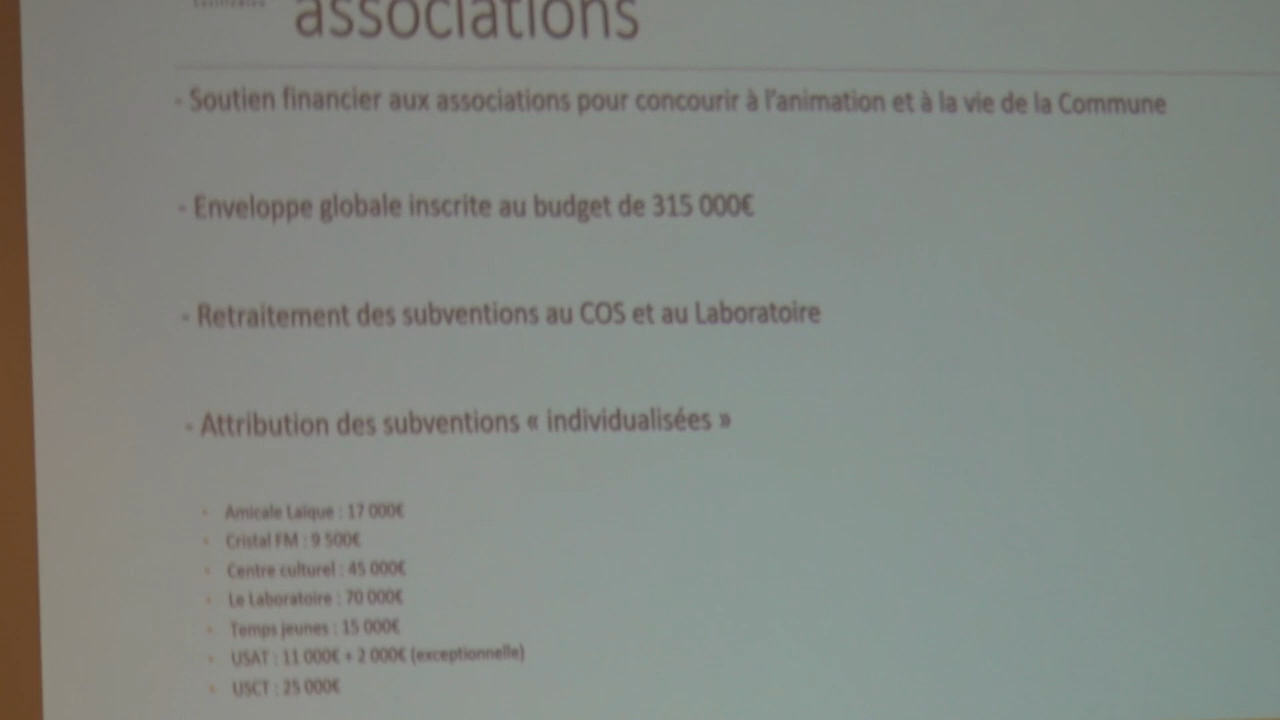 associations
- Soutien financier aux associations pour concourir à l'animation et à la vie de la Commune
- Enveloppe globale inscrite au budget de 315 000€
- Retraitement des subventions au COS et au Laboratoire
- Attribution des subventions « individualisées »
• Amicale Laïque : 17 000€
• Cristal FM : 9 500€
• Centre culturel : 45 000€
• Le Laboratoire : 70 000€
• Temps jeunes : 15 000€
• USAT : 11 000€ + 2 000€ (exceptionnelle)
• USCT : 25 000€